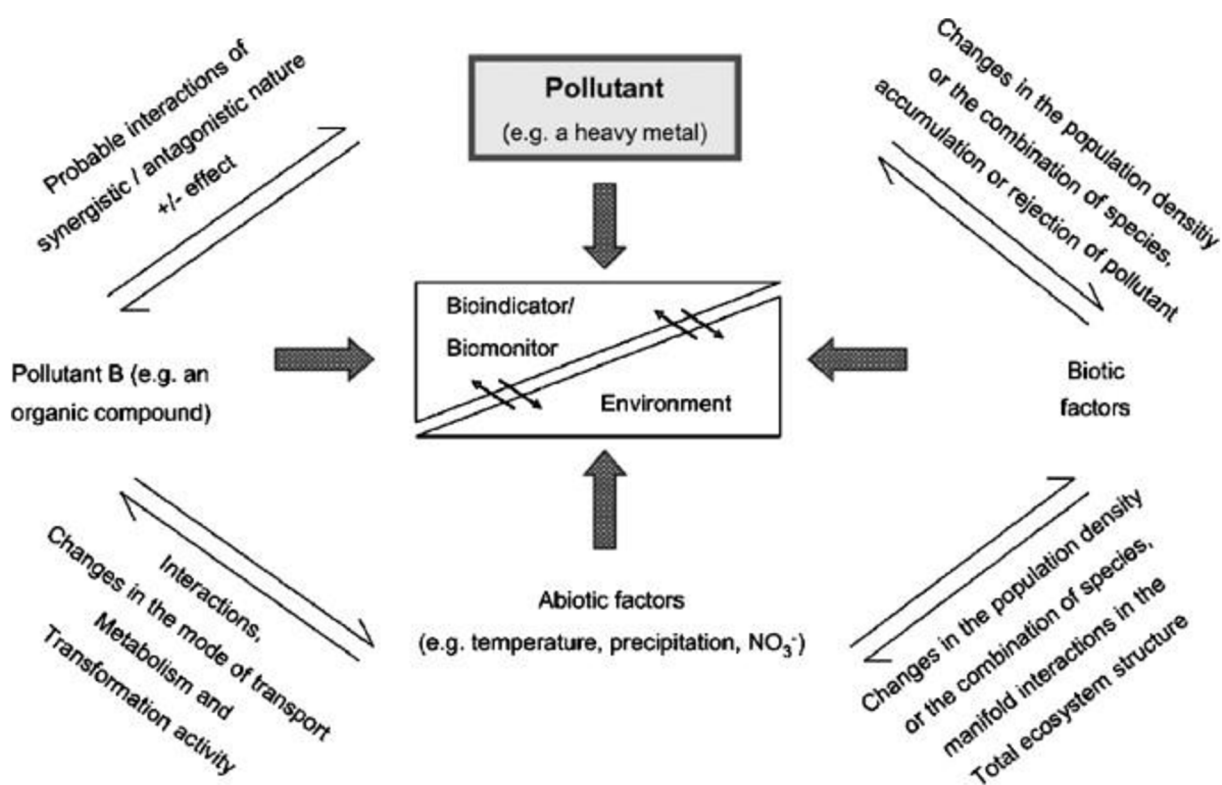 Probable interactions of
synergistic / antagonistic nature
+/- effect
Pollutant
(e.g. a heavy metal)
Changes in the population densitiy
or the combination of species,
accumulation or rejection of pollutant
Bioindicator/
Biomonitor
Environment
Pollutant B (e.g. an
organic compound)
Biotic
factors
Interactions,
Changes in the mode of transport
Metabolism and
Transformation activity
Abiotic factors
(e.g. temperature, precipitation, NO₃⁻)
Changes in the population density
or the combination of species,
manifold interactions in the
Total ecosystem structure